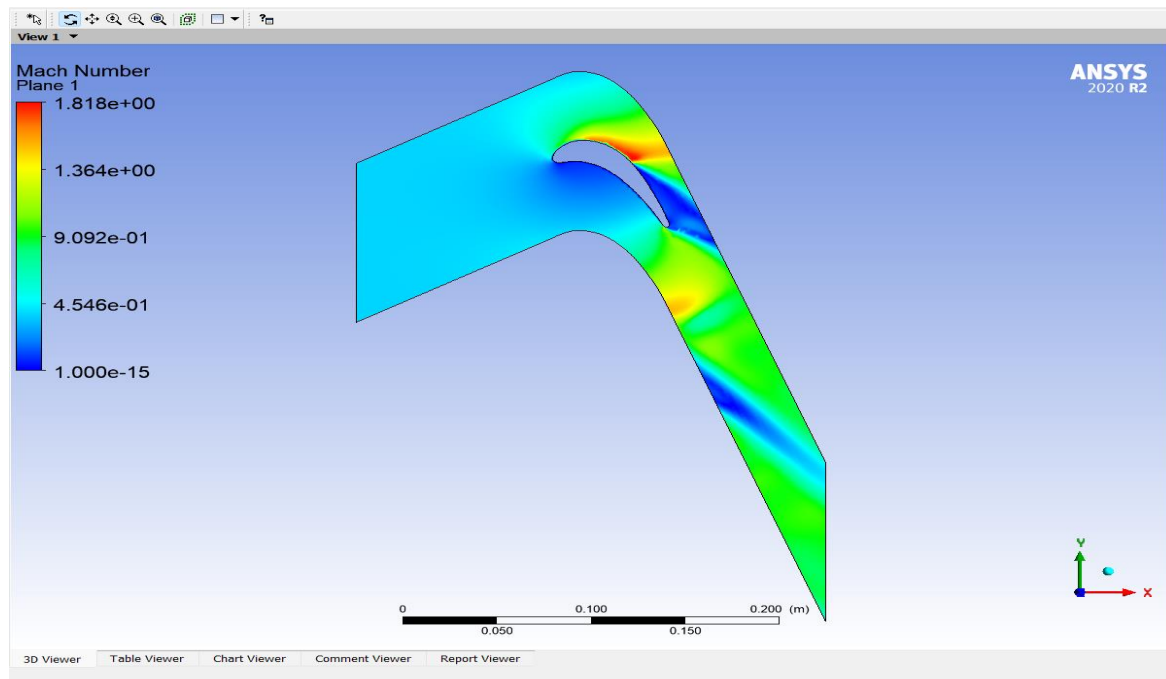 View 1
Mach Number
Plane 1
1.818e+00
1.364e+00
9.092e-01
4.546e-01
1.000e-15
ANSYS
2020 R2
0 0.100 0.200 (m)
0.050 0.150
Y
X
3D Viewer Table Viewer Chart Viewer Comment Viewer Report Viewer